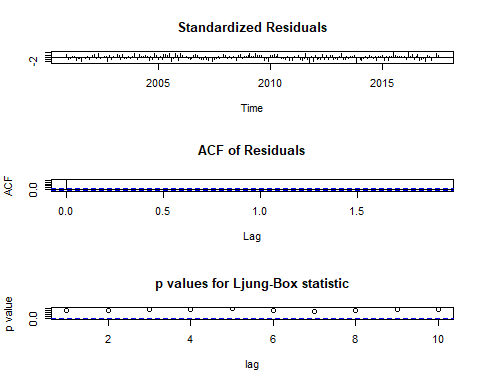 Standardized Residuals
-2
2005 2010 2015
Time
ACF of Residuals
ACF
0.0
0.0 0.5 1.0 1.5
Lag
p values for Ljung-Box statistic
p value
0.0
2 4 6 8 10
lag